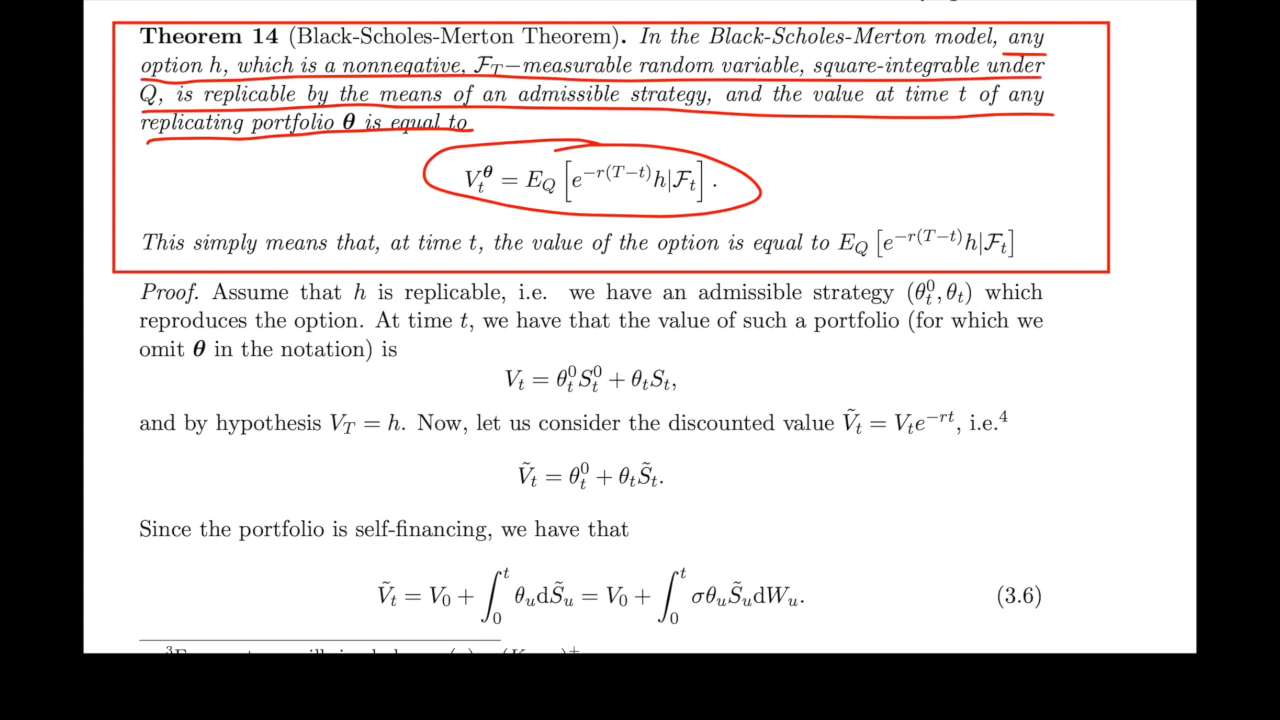 Theorem 14 (Black-Scholes-Merton Theorem). In the Black-Scholes-Merton model, any
option h, which is a nonnegative, 𝓕_T−measurable random variable, square-integrable under
Q, is replicable by the means of an admissible strategy, and the value at time t of any
replicating portfolio θ is equal to
V_t^θ = E_Q [e^{−r(T−t)}h|𝓕_t] .
This simply means that, at time t, the value of the option is equal to E_Q [e^{−r(T−t)}h|𝓕_t]
Proof. Assume that h is replicable, i.e. we have an admissible strategy (θ_t^0, θ_t) which
reproduces the option. At time t, we have that the value of such a portfolio (for which we
omit θ in the notation) is
V_t = θ_t^0 S_t^0 + θ_t S_t,
and by hypothesis V_T = h. Now, let us consider the discounted value Ṽ_t = V_t e^{−rt}, i.e.⁴
Ṽ_t = θ_t^0 + θ_t S̃_t.
Since the portfolio is self-financing, we have that
Ṽ_t = V_0 + ∫_0^t θ_u dS̃_u = V_0 + ∫_0^t σθ_u S̃_u dW_u. (3.6)